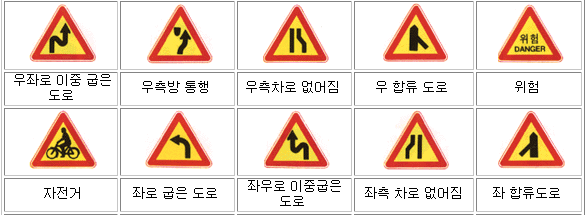 위험
DANGER
우좌로 이중 굽은
도로
우측방 통행
우측차로 없어짐
우 합류 도로
위험
자전거
좌로 굽은 도로
좌우로 이중굽은
도로
좌측 차로 없어짐
좌 합류도로